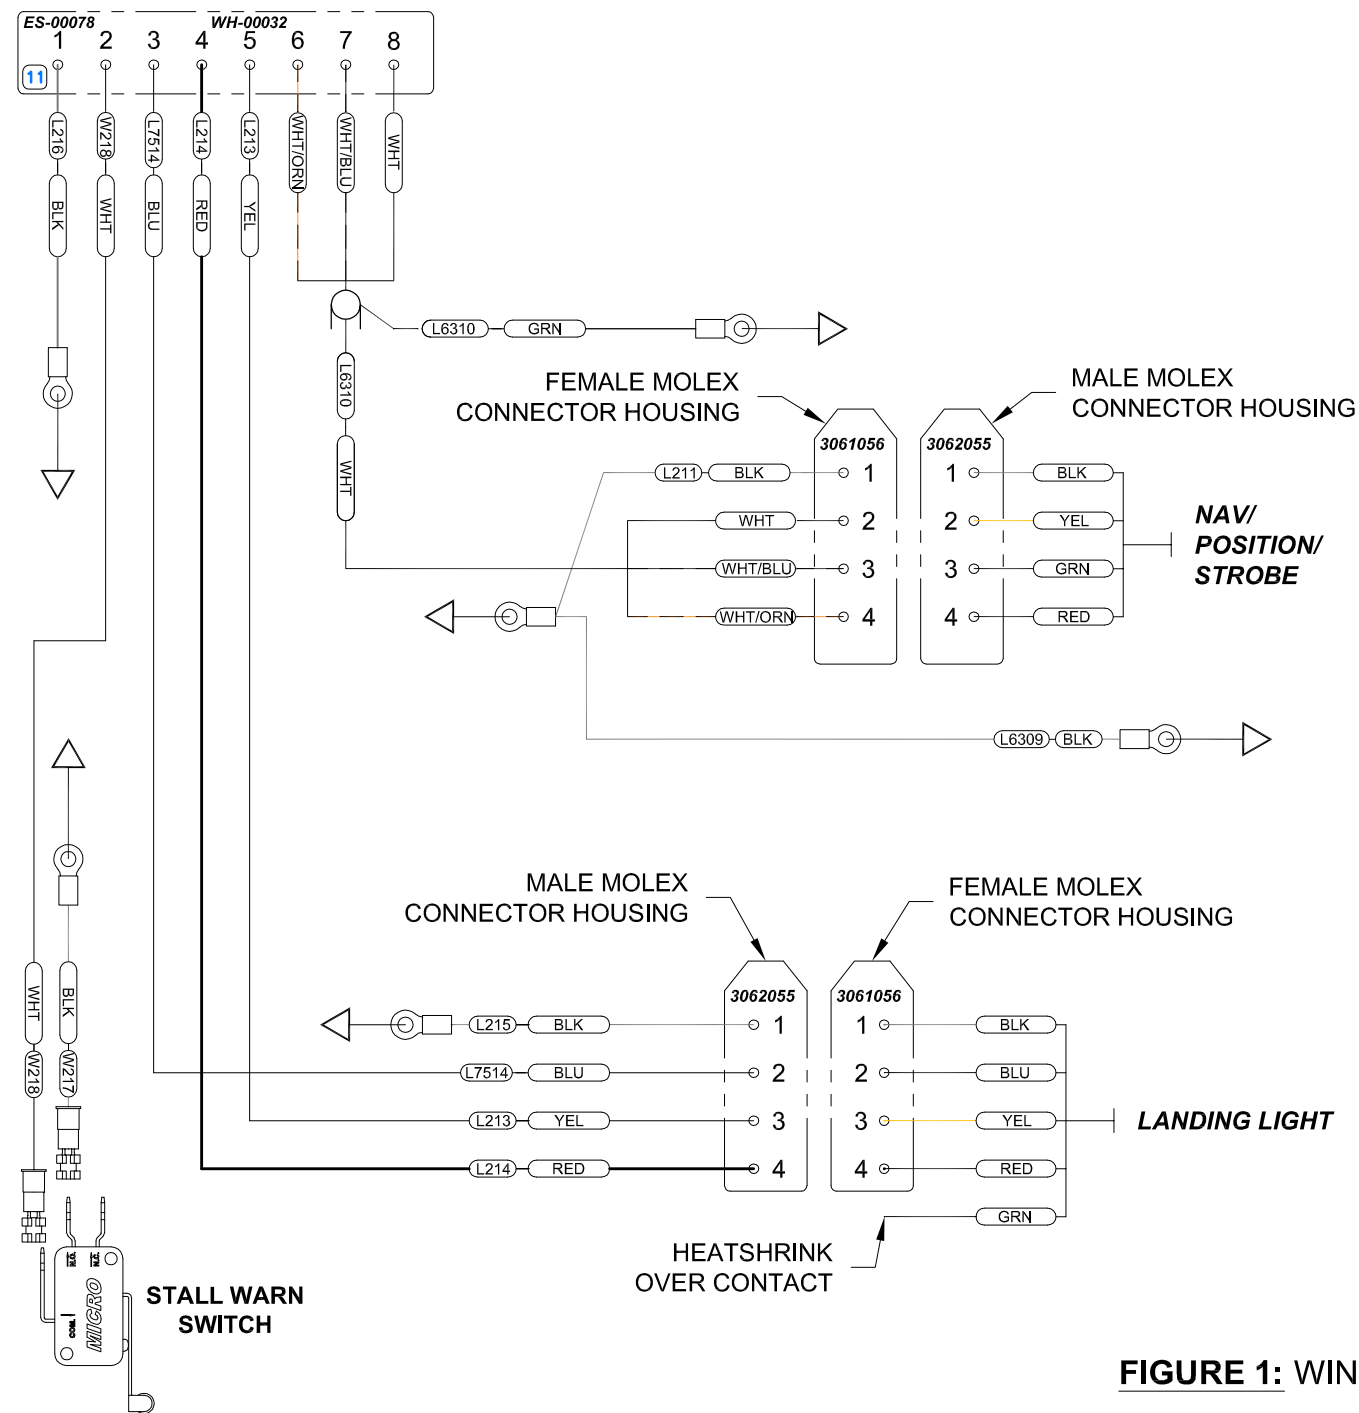 ES-00078 WH-00032
1 2 3 4 5 6 7 8
11
L216 W218 L7514 L214 L213 WHT/ORN WHT/BLU WHT
BLK WHT BLU RED YEL
L6310 GRN
L6310
WHT
FEMALE MOLEX
CONNECTOR HOUSING
MALE MOLEX
CONNECTOR HOUSING
3061056 3062055
L211 BLK 1 1 BLK
WHT 2 2 YEL
WHT/BLU 3 3 GRN
WHT/ORN 4 4 RED
NAV/
POSITION/
STROBE
L6309 BLK
MALE MOLEX
CONNECTOR HOUSING
FEMALE MOLEX
CONNECTOR HOUSING
3062055 3061056
L215 BLK 1 1 BLK
L7514 BLU 2 2 BLU
L213 YEL 3 3 YEL
L214 RED 4 4 RED
GRN
LANDING LIGHT
HEATSHRINK
OVER CONTACT
WHT BLK
W218 W217
N.O. N.C.
COM.
MICRO
STALL WARN
SWITCH
FIGURE 1: WIN